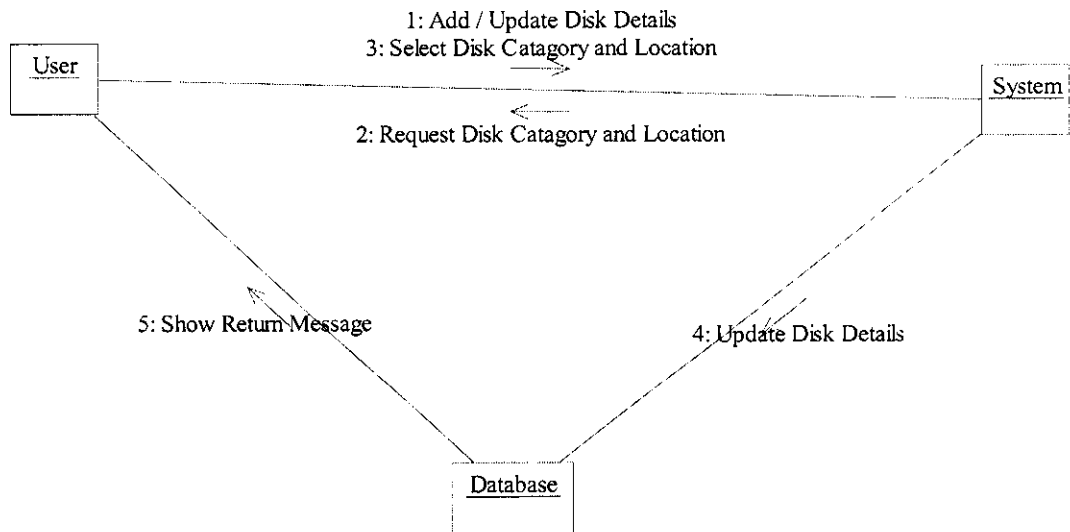 1: Add / Update Disk Details
3: Select Disk Catagory and Location
User
System
2: Request Disk Catagory and Location
5: Show Return Message
4: Update Disk Details
Database